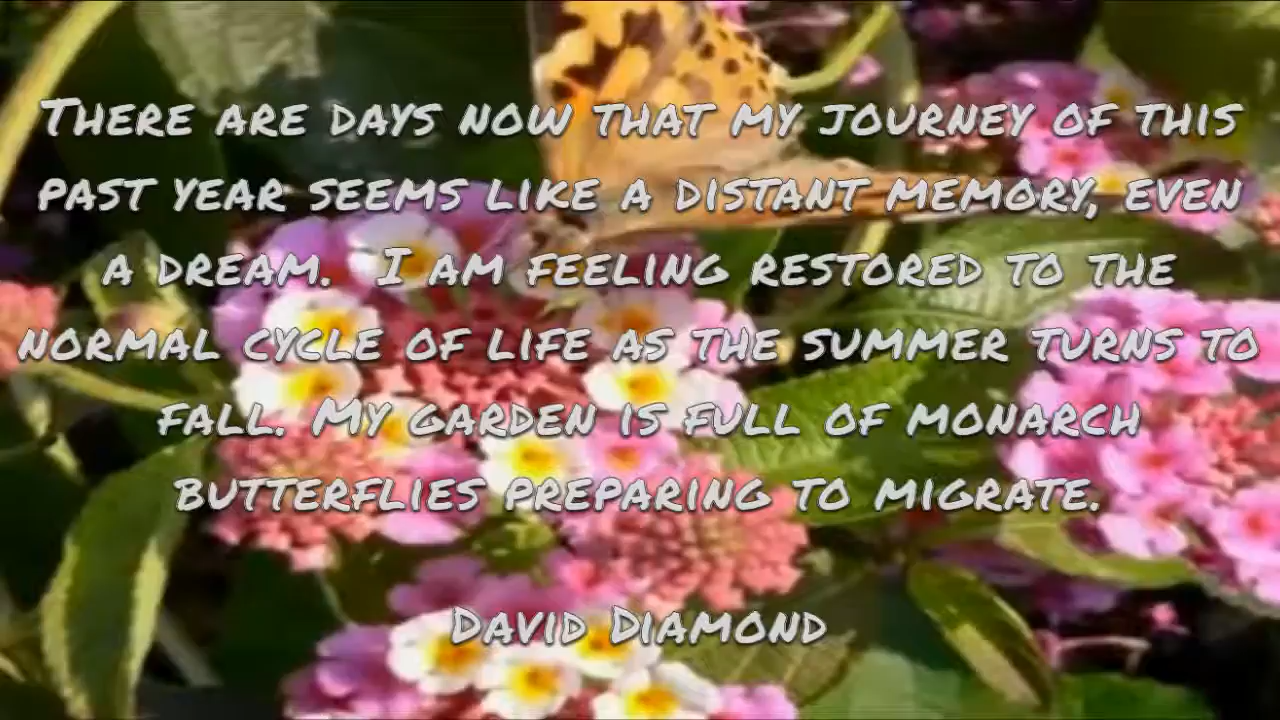 There are days now that my journey of this
past year seems like a distant memory, even
a dream.  I am feeling restored to the
normal cycle of life as the summer turns to
fall. My garden is full of monarch
butterflies preparing to migrate.
David Diamond